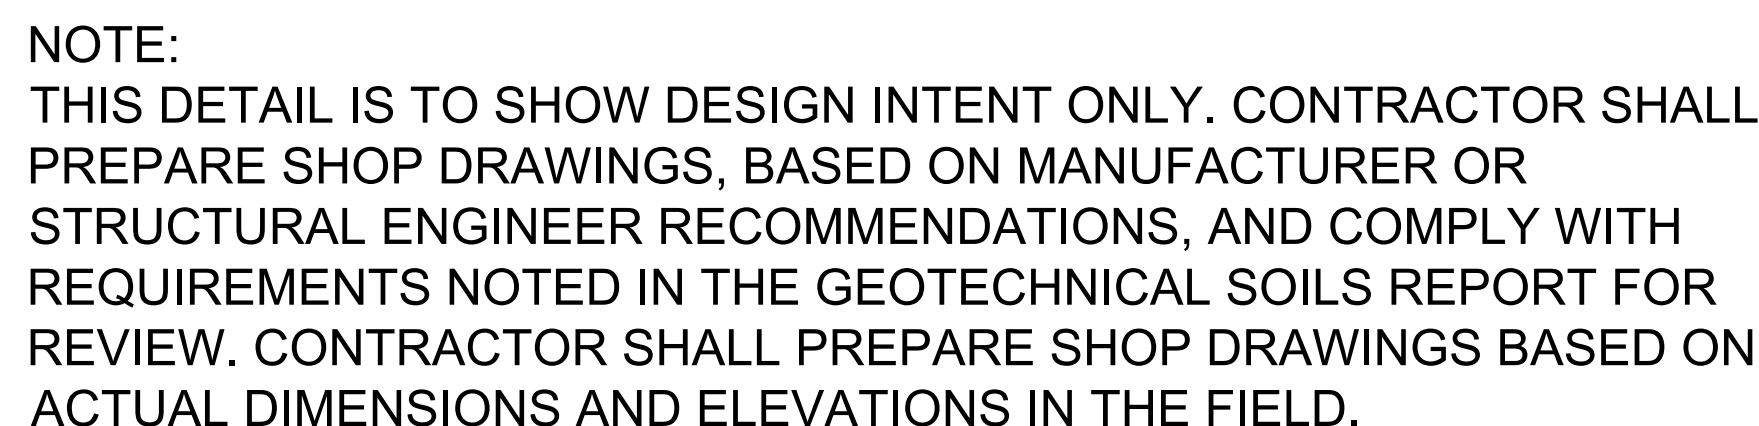 NOTE:
THIS DETAIL IS TO SHOW DESIGN INTENT ONLY. CONTRACTOR SHALL
PREPARE SHOP DRAWINGS, BASED ON MANUFACTURER OR
STRUCTURAL ENGINEER RECOMMENDATIONS, AND COMPLY WITH
REQUIREMENTS NOTED IN THE GEOTECHNICAL SOILS REPORT FOR
REVIEW. CONTRACTOR SHALL PREPARE SHOP DRAWINGS BASED ON
ACTUAL DIMENSIONS AND ELEVATIONS IN THE FIELD.